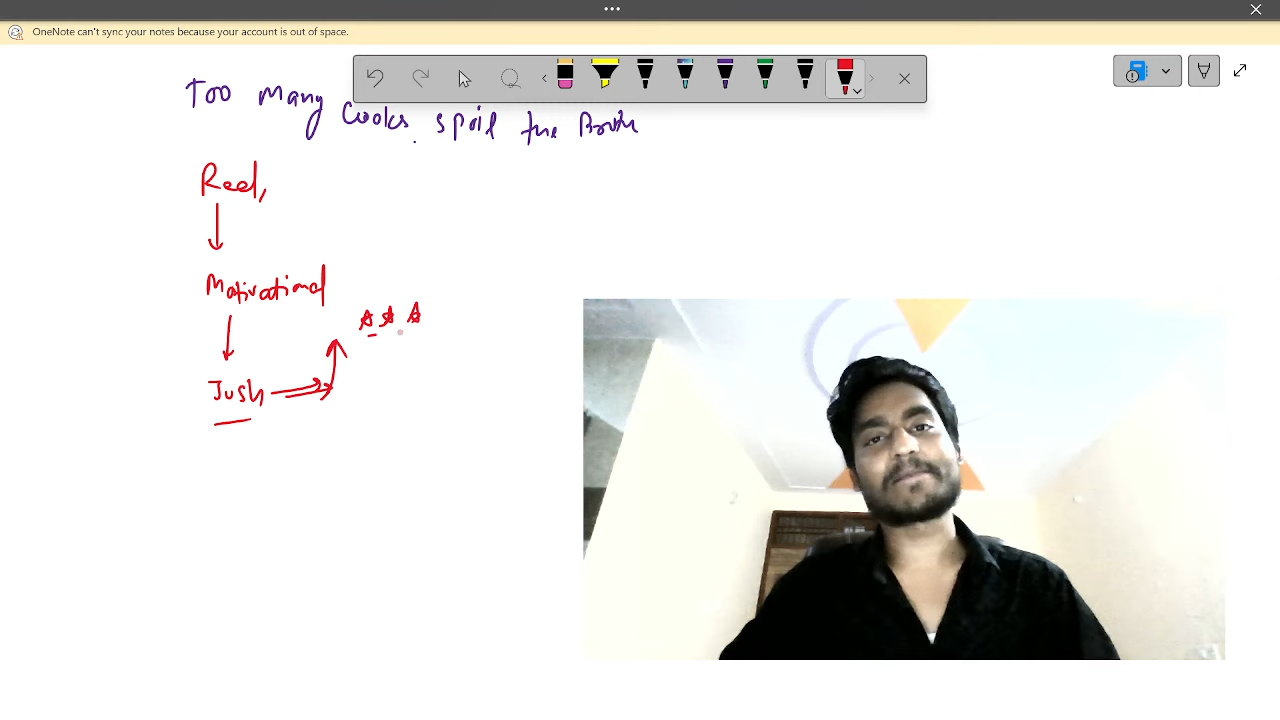 OneNote can't sync your notes because your account is out of space.
Too many cooks. spoil the Broth
Reel,
Motivational
Josh